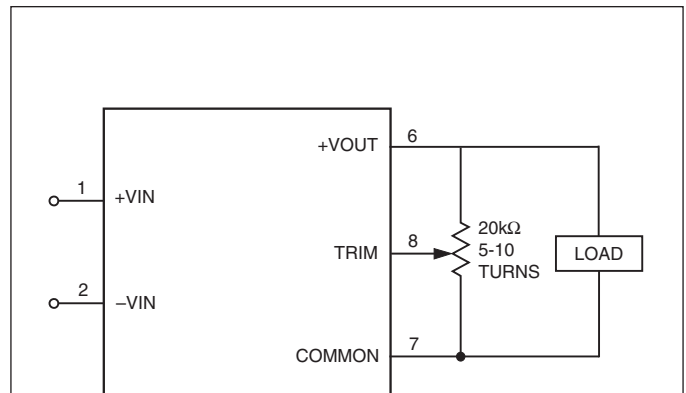 +VOUT
6
1
+VIN
20kΩ
5-10
TURNS
TRIM
8
LOAD
2
–VIN
COMMON
7